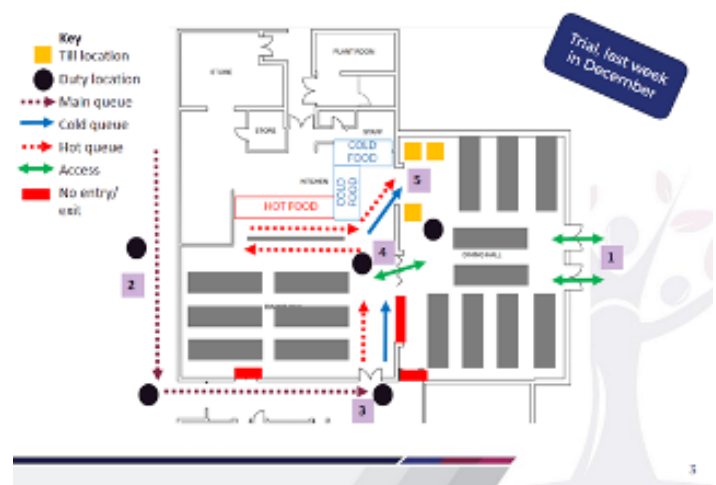 Key
Till location
Duty location
Main queue
Cold queue
Hot queue
Access
No entry/
exit
Trial, last week
in December
PLANT ROOM
STORE
STORE
COLD
FOOD
KITCHEN
COLD
FOOD
HOT FOOD
5
4
DINING HALL
1
2
3
5